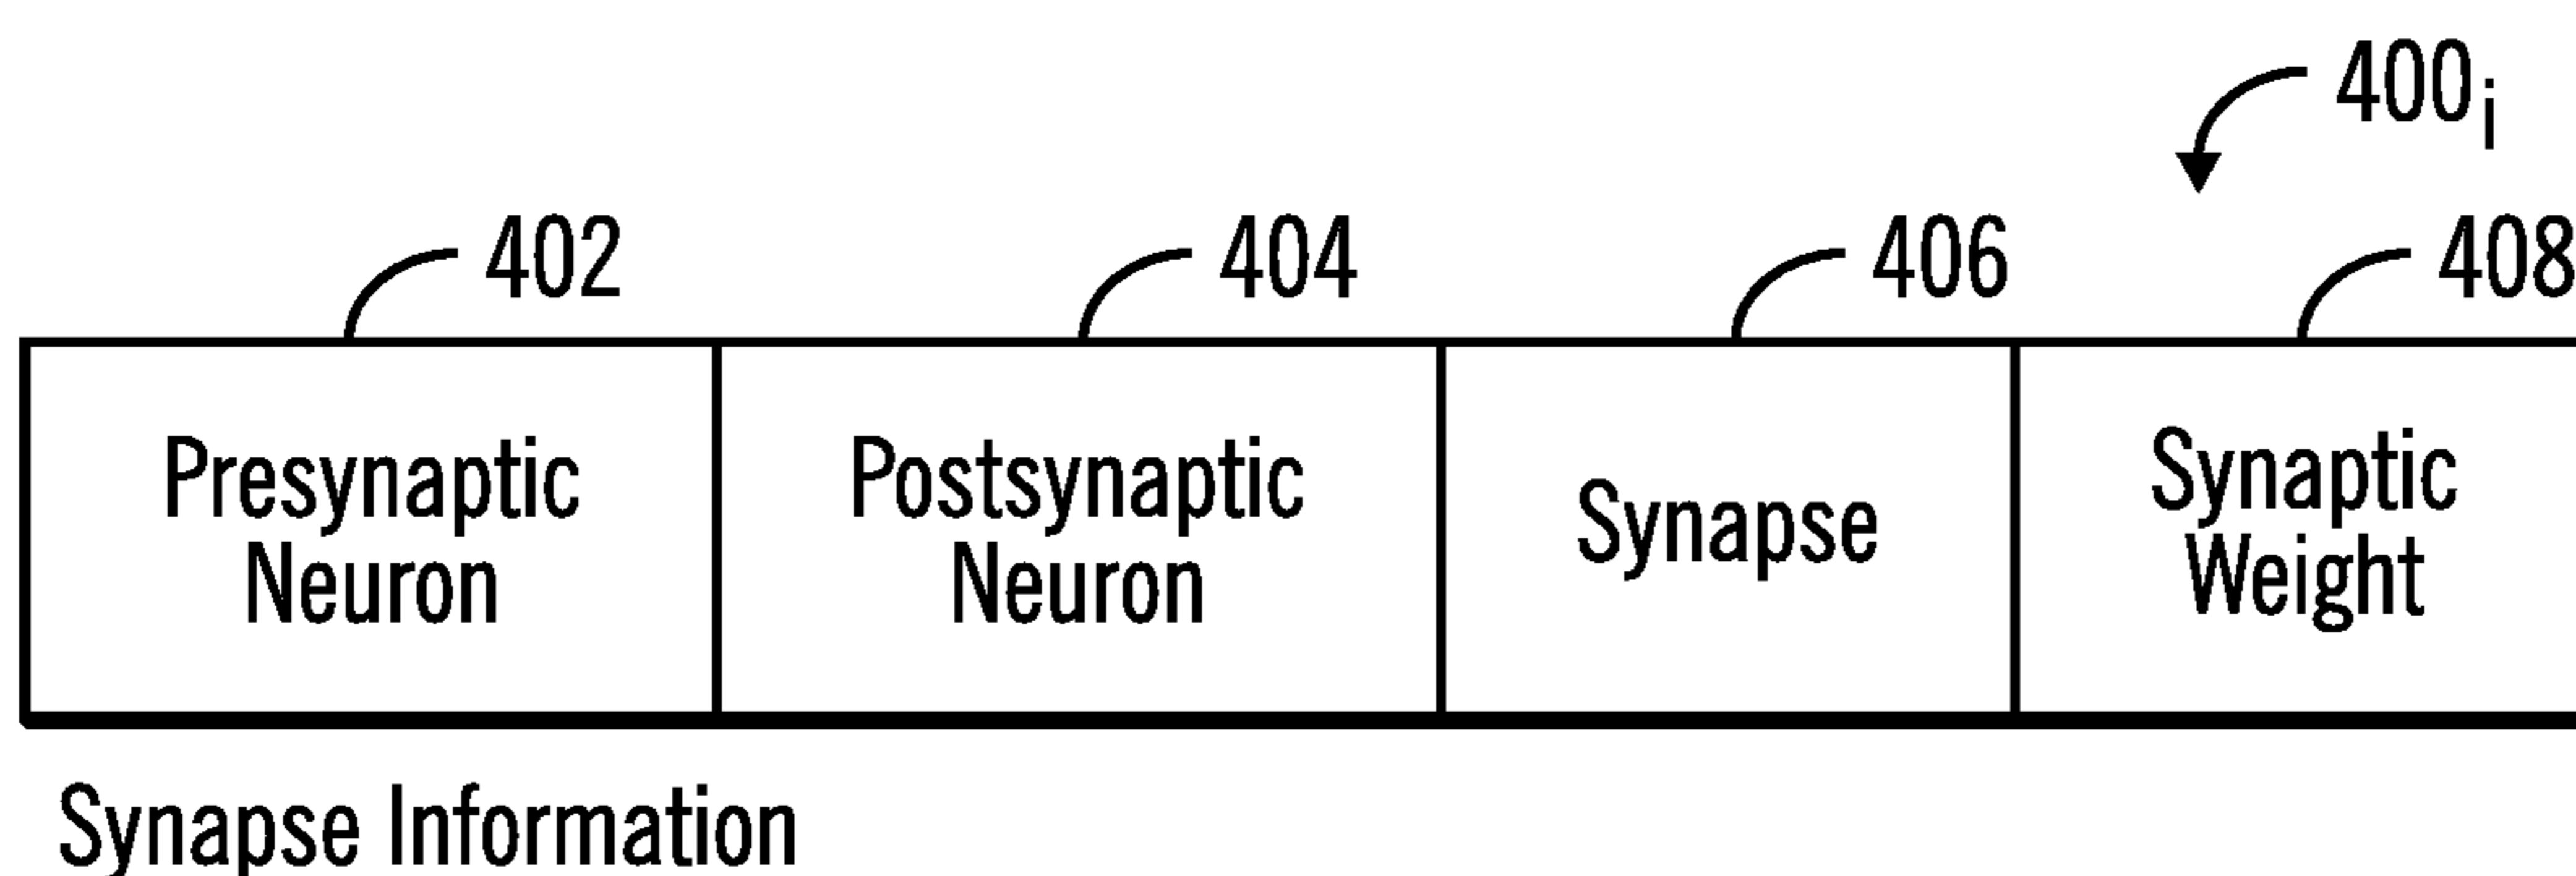 400i
402
404
406
408
Presynaptic
Neuron
Postsynaptic
Neuron
Synapse
Synaptic
Weight
Synapse Information